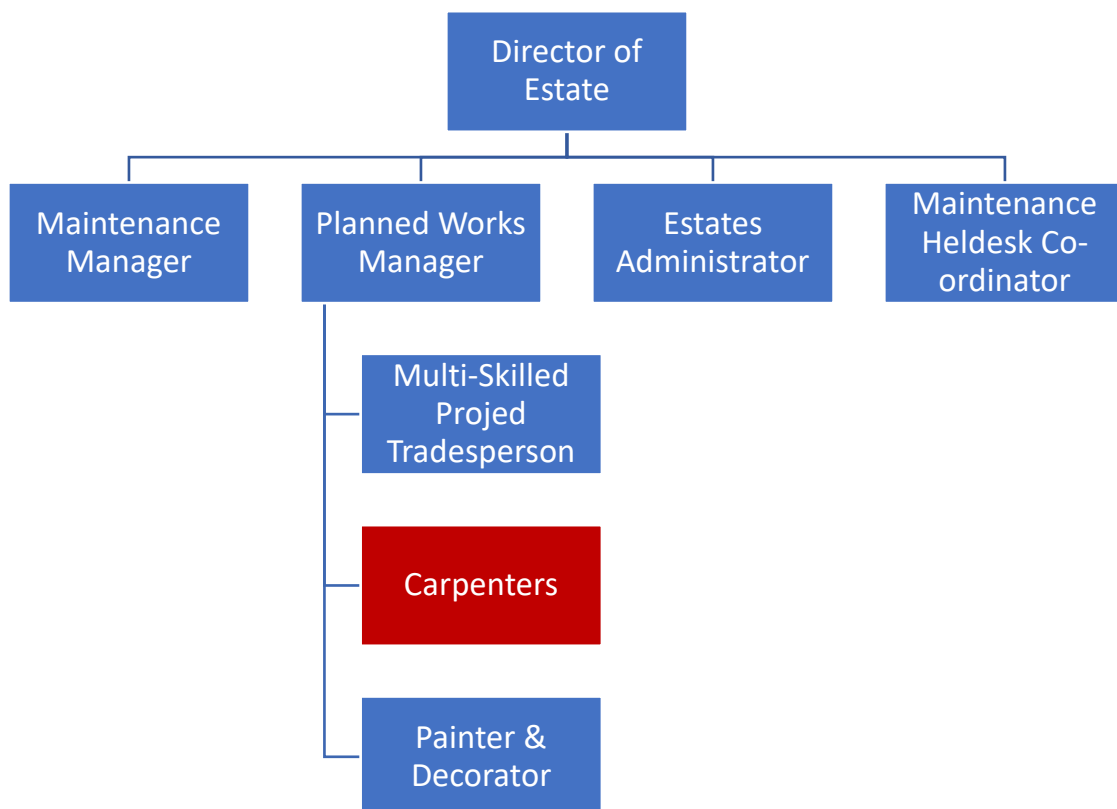 Director of
Estate
Maintenance
Manager
Planned Works
Manager
Estates
Administrator
Maintenance
Heldesk Co-
ordinator
Multi-Skilled
Projed
Tradesperson
Carpenters
Painter &
Decorator